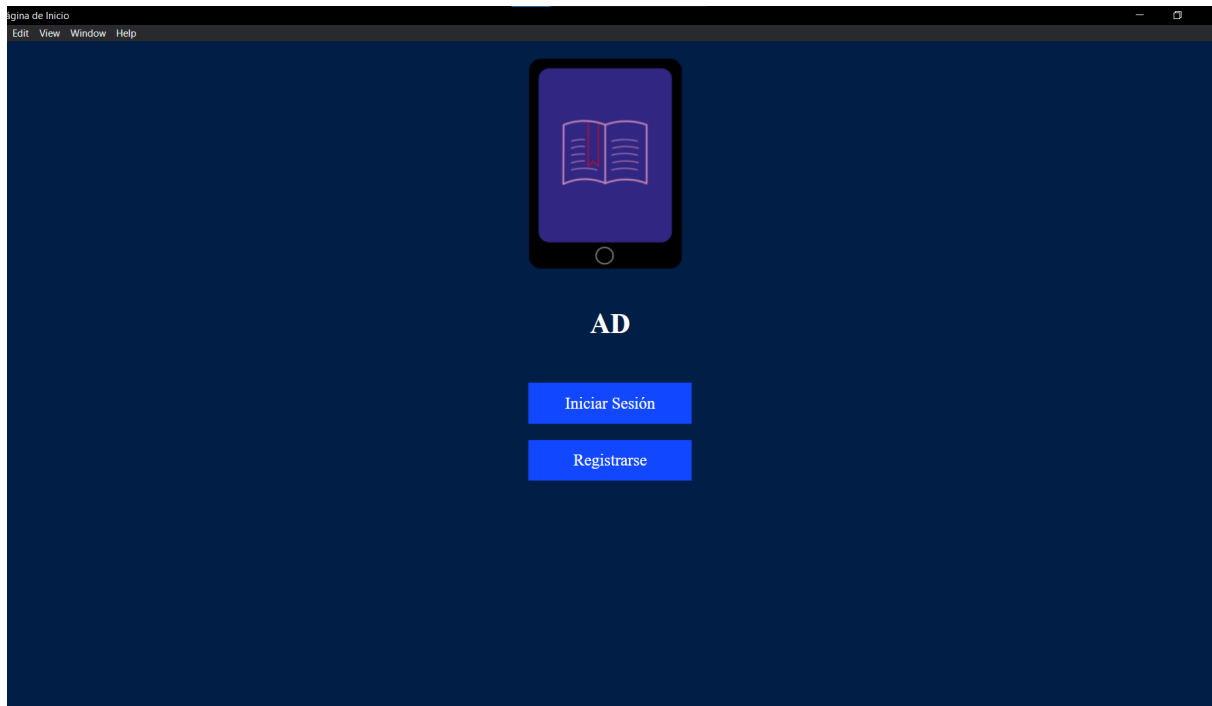 ágina de Inicio
Edit View Window Help
AD
Iniciar Sesión
Registrarse